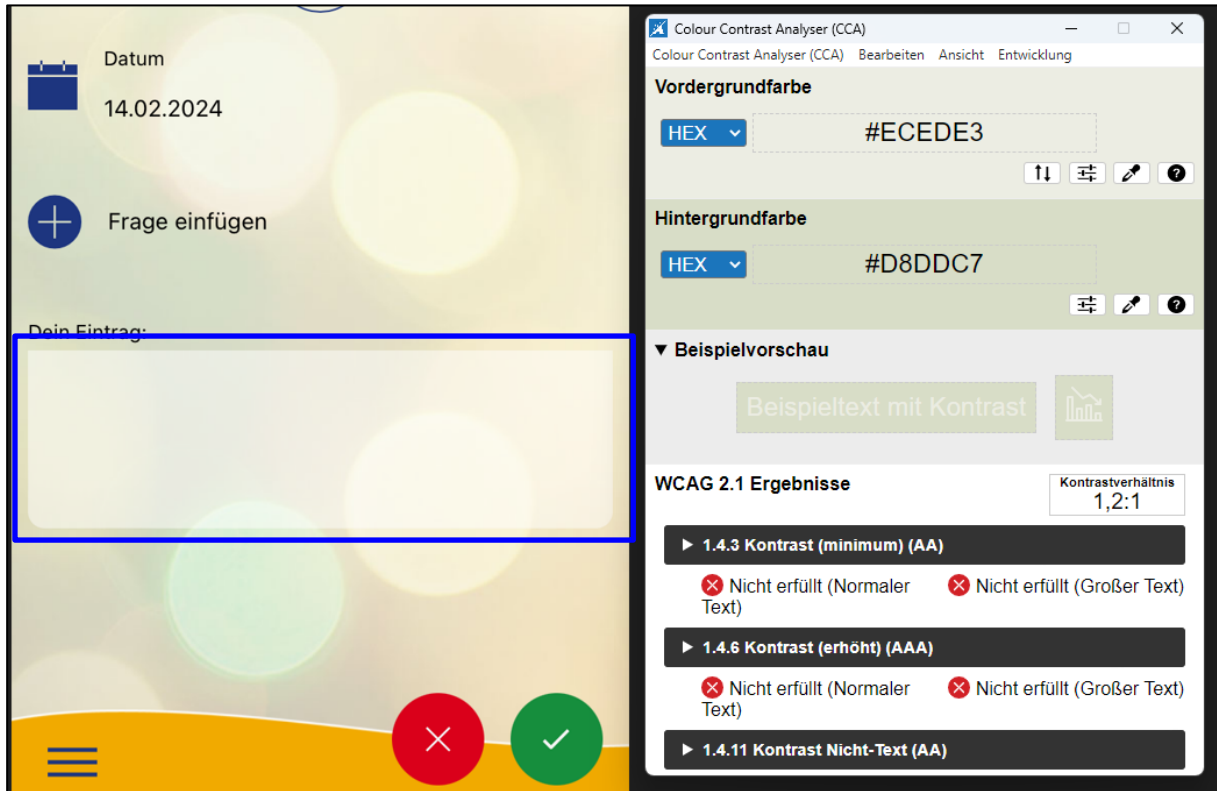 Datum
14.02.2024
Frage einfügen
Dein Eintrag:
Colour Contrast Analyser (CCA)
Colour Contrast Analyser (CCA) Bearbeiten Ansicht Entwicklung
Vordergrundfarbe
HEX #ECEDE3
Hintergrundfarbe
HEX #D8DDC7
▼ Beispielvorschau
Beispieltext mit Kontrast
WCAG 2.1 Ergebnisse
Kontrastverhältnis
1,2:1
▶ 1.4.3 Kontrast (minimum) (AA)
Nicht erfüllt (Normaler Nicht erfüllt (Großer Text)
Text)
▶ 1.4.6 Kontrast (erhöht) (AAA)
Nicht erfüllt (Normaler Nicht erfüllt (Großer Text)
Text)
▶ 1.4.11 Kontrast Nicht-Text (AA)